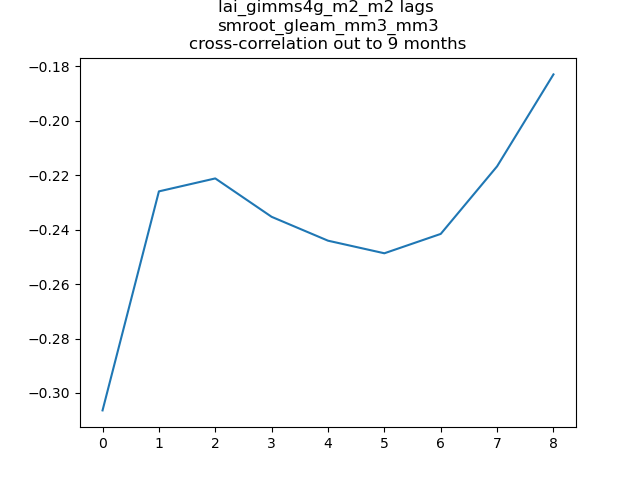 lai_gimms4g_m2_m2 lags
smroot_gleam_mm3_mm3
cross-correlation out to 9 months
−0.18
−0.20
−0.22
−0.24
−0.26
−0.28
−0.30
0 1 2 3 4 5 6 7 8